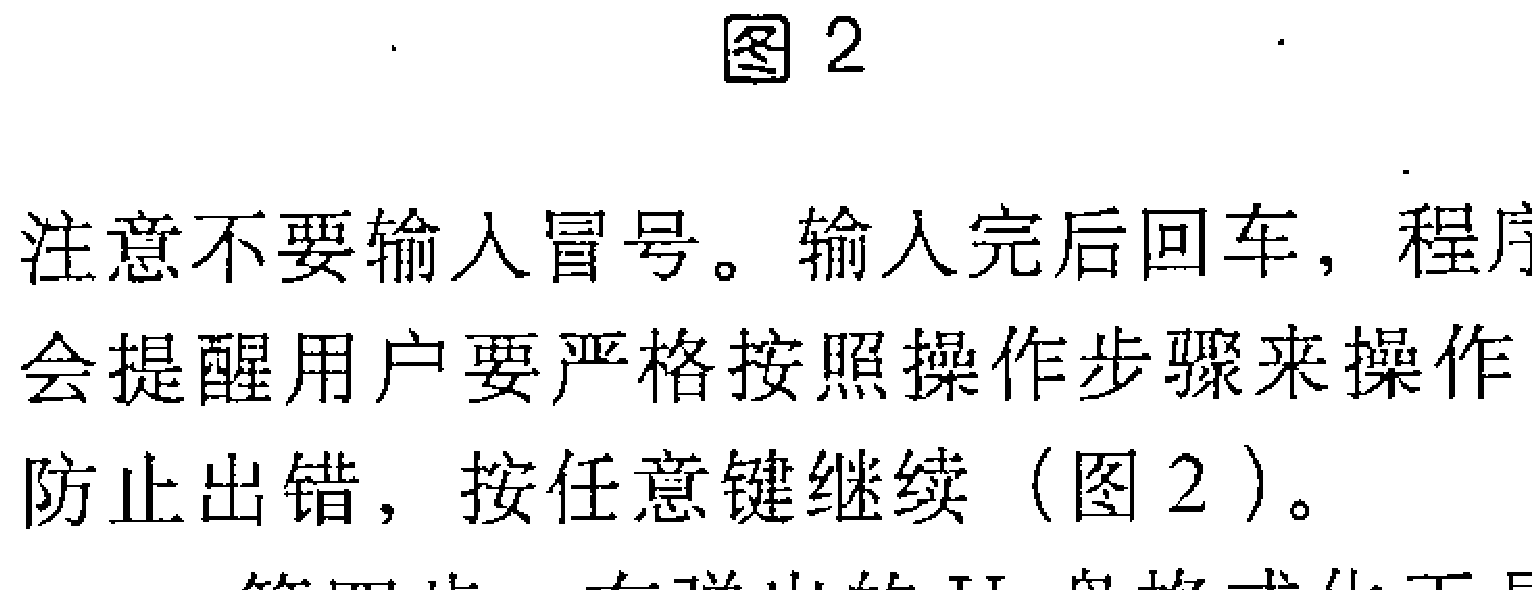 图 2
注意不要输入冒号。输入完后回车，程序
会提醒用户要严格按照操作步骤来操作
防止出错，按任意键继续（图2）。